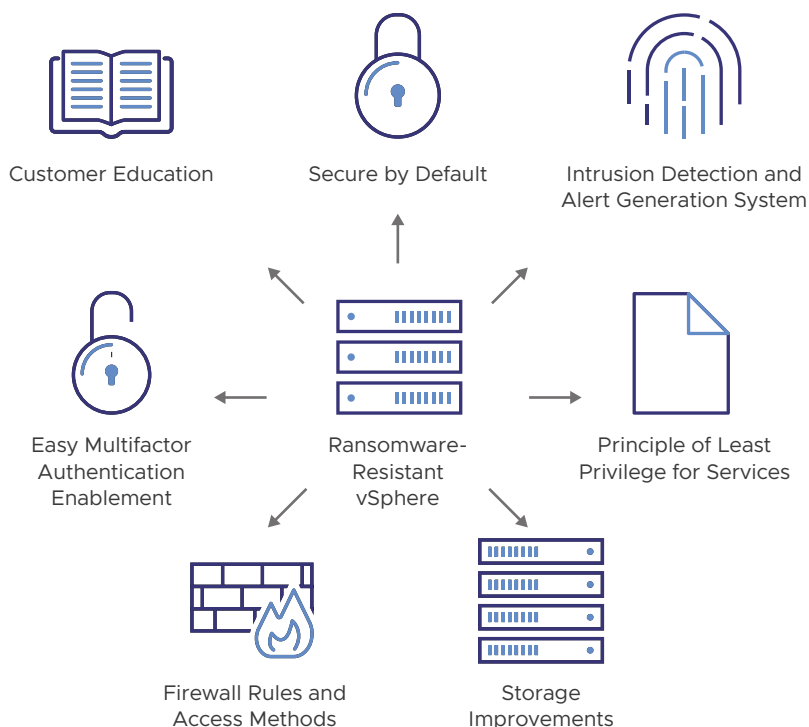 Customer Education
Secure by Default
Intrusion Detection and
Alert Generation System
Easy Multifactor
Authentication
Enablement
Ransomware-
Resistant
vSphere
Principle of Least
Privilege for Services
Firewall Rules and
Access Methods
Storage
Improvements